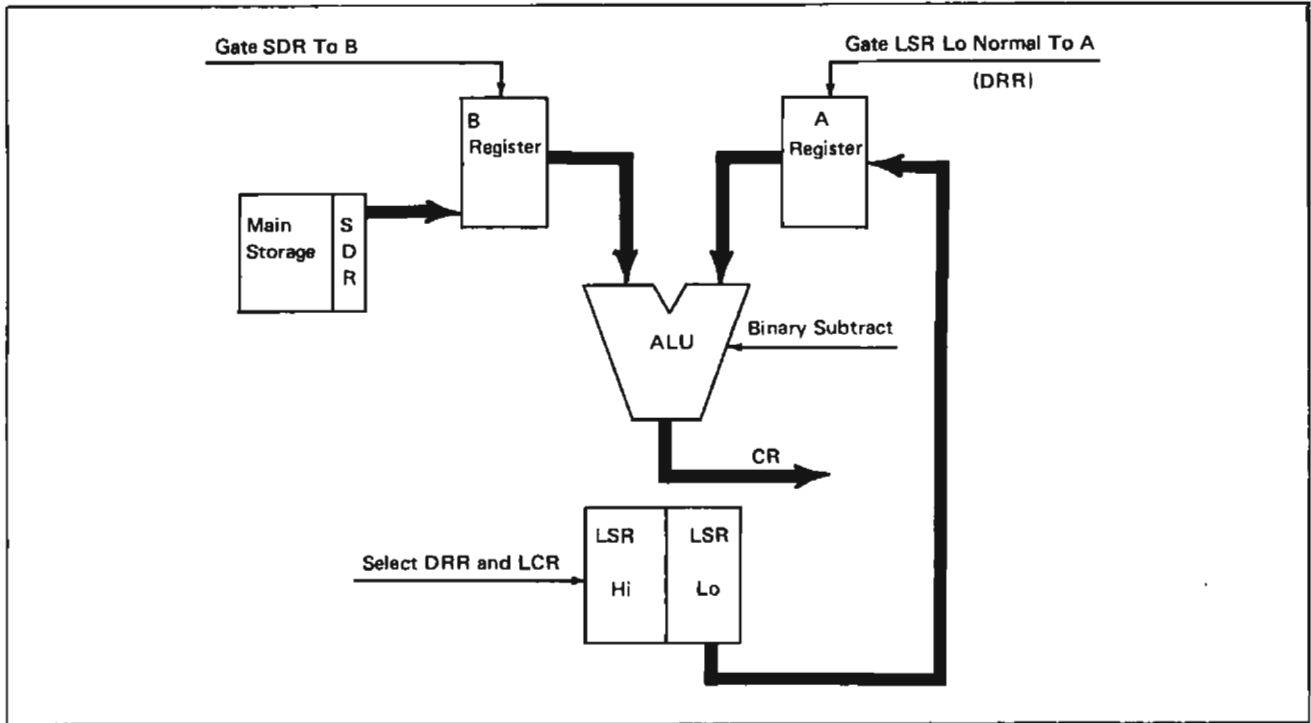 Gate SDR To B
Gate LSR Lo Normal To A
(DRR)
B
Register
A
Register
Main
Storage
S
D
R
ALU
Binary Subtract
CR
LSR
Hi
LSR
Lo
Select DRR and LCR